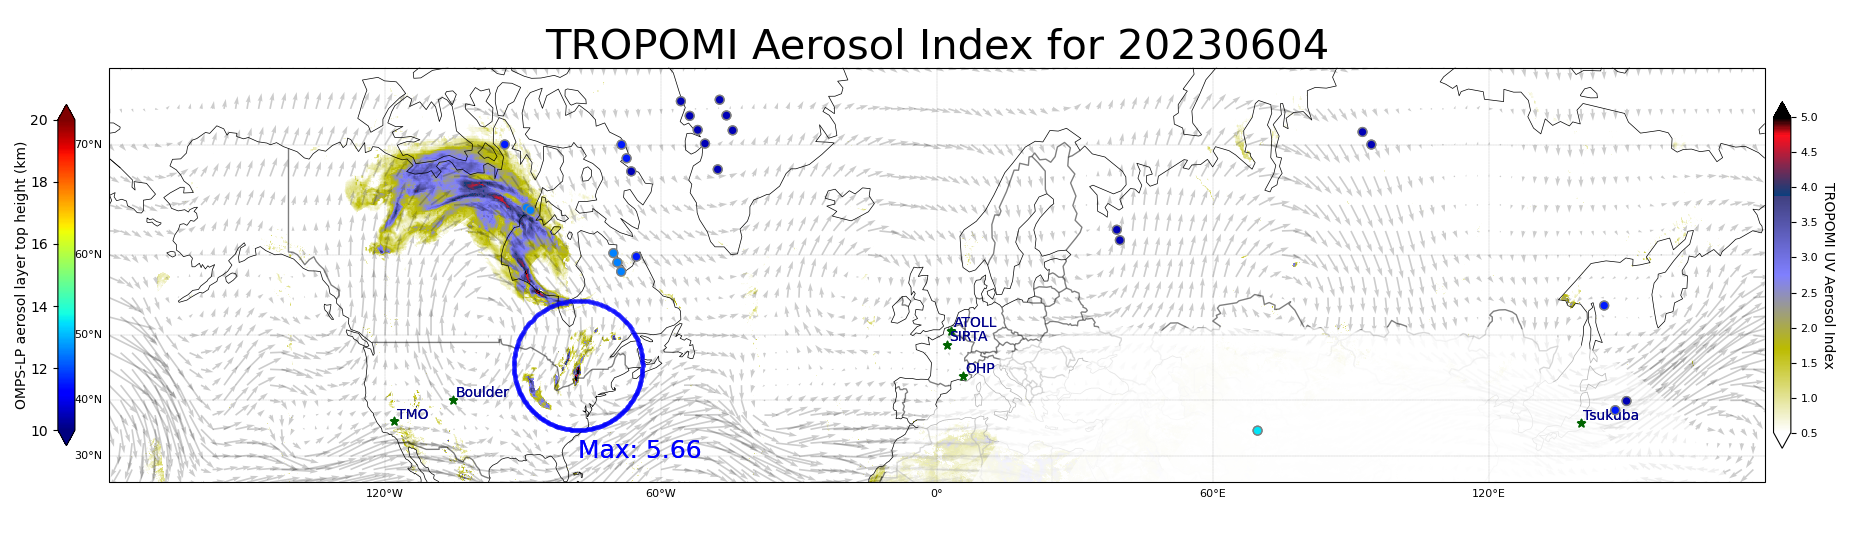 TROPOMI Aerosol Index for 20230604
OMPS-LP aerosol layer top height (km)
20
18
16
14
12
10
70°N
60°N
50°N
40°N
30°N
120°W
60°W
0°
60°E
120°E
ATOLL
SIRTA
OHP
Boulder
TMO
Tsukuba
Max: 5.66
5.0
4.5
4.0
3.5
3.0
2.5
2.0
1.5
1.0
0.5
TROPOMI UV Aerosol Index